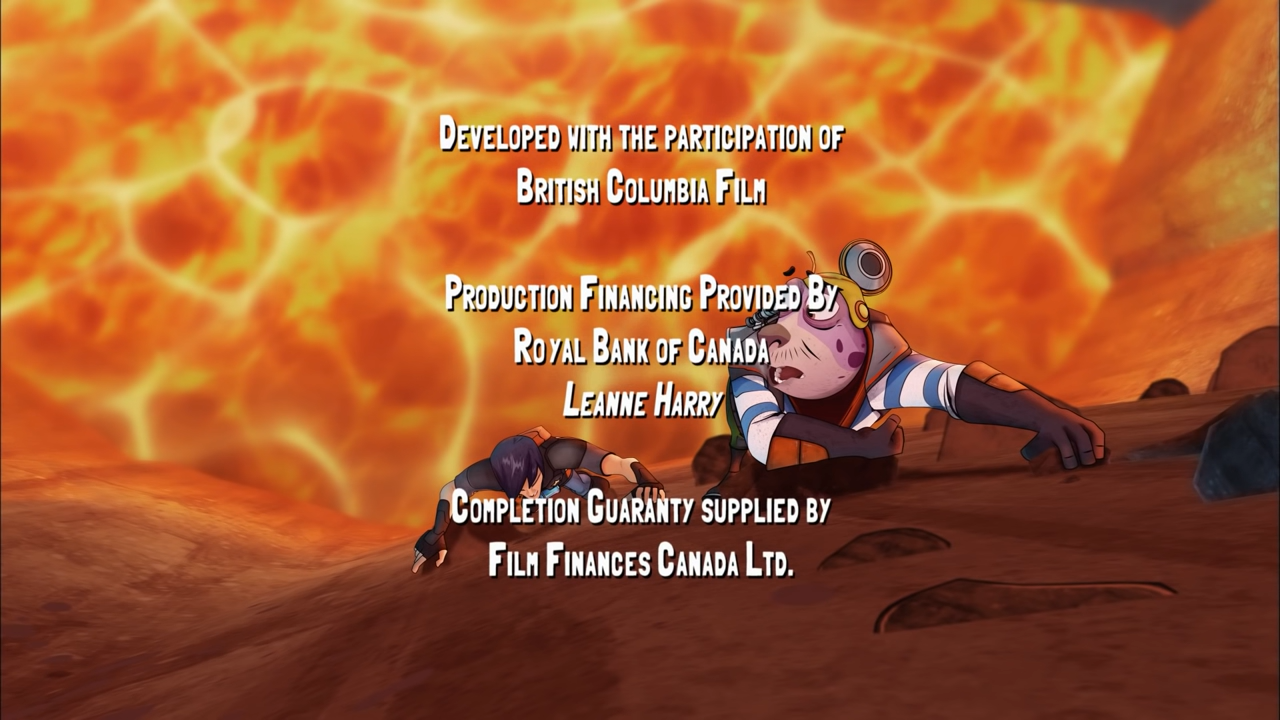 Developed with the participation of
British Columbia Film
Production Financing Provided By
Royal Bank of Canada
Leanne Harry
Completion Guaranty supplied by
Film Finances Canada Ltd.